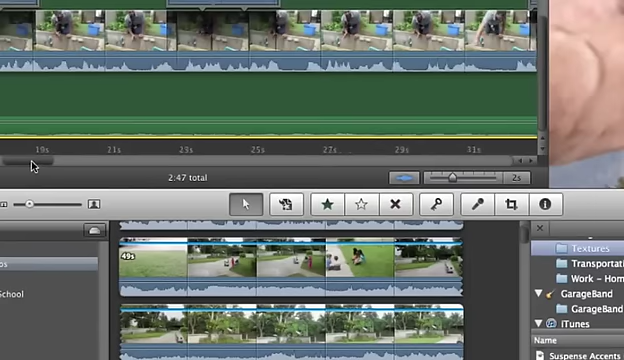 19s 21s 23s 25s 27s 29s 31s
2:47 total
2s
49s
Textures
Transportati
Work – Hom
School
GarageBand
GarageBand
iTunes
Name
Suspense Accents